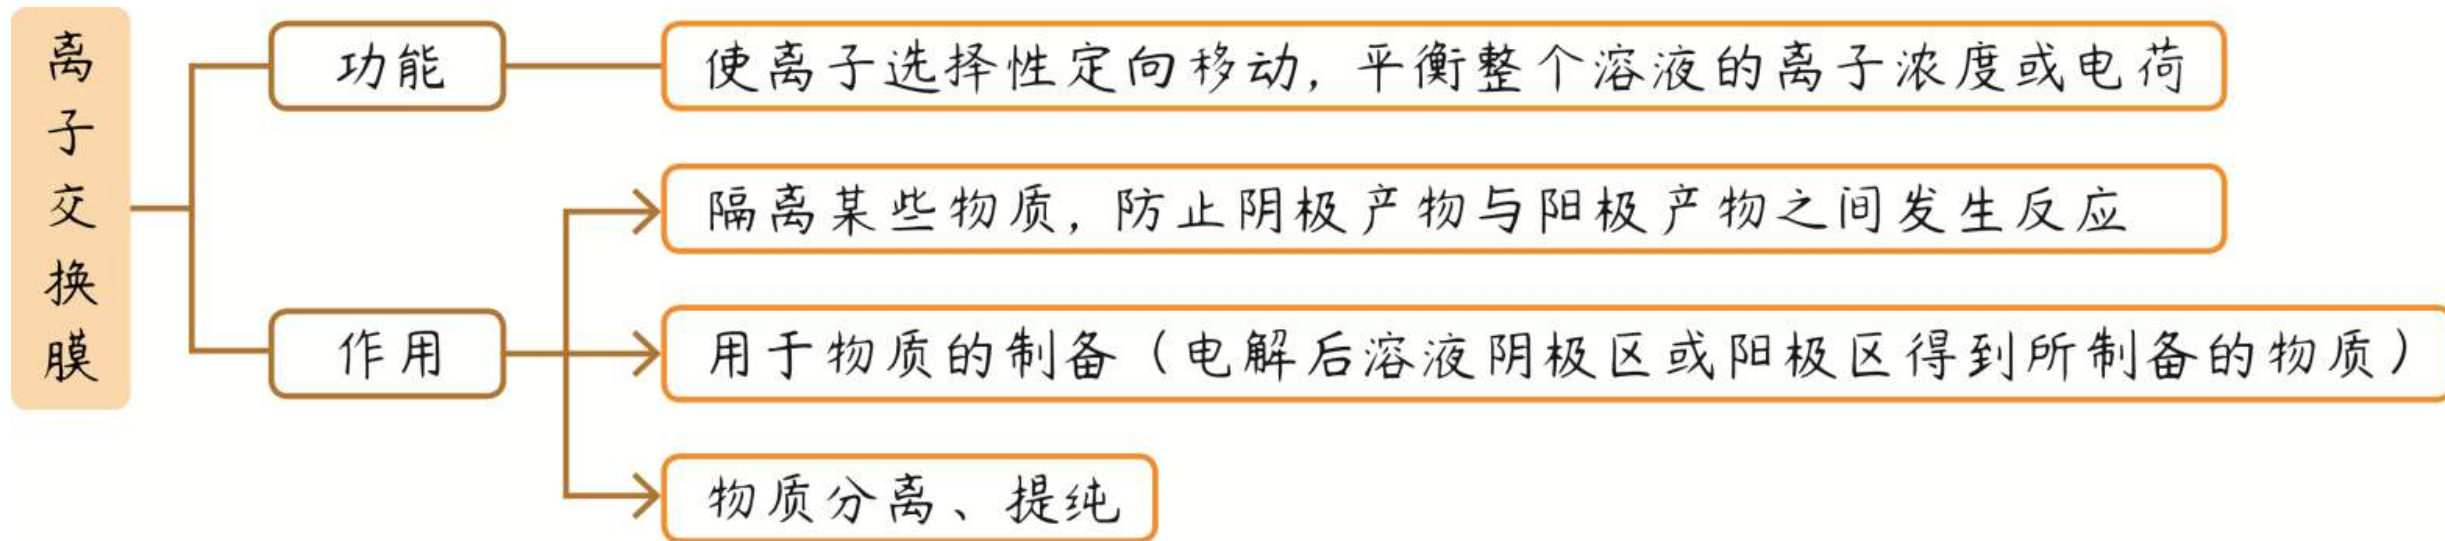 离子交换膜
功能
使离子选择性定向移动，平衡整个溶液的离子浓度或电荷
作用
隔离某些物质，防止阴极产物与阳极产物之间发生反应
用于物质的制备（电解后溶液阴极区或阳极区得到所制备的物质）
物质分离、提纯